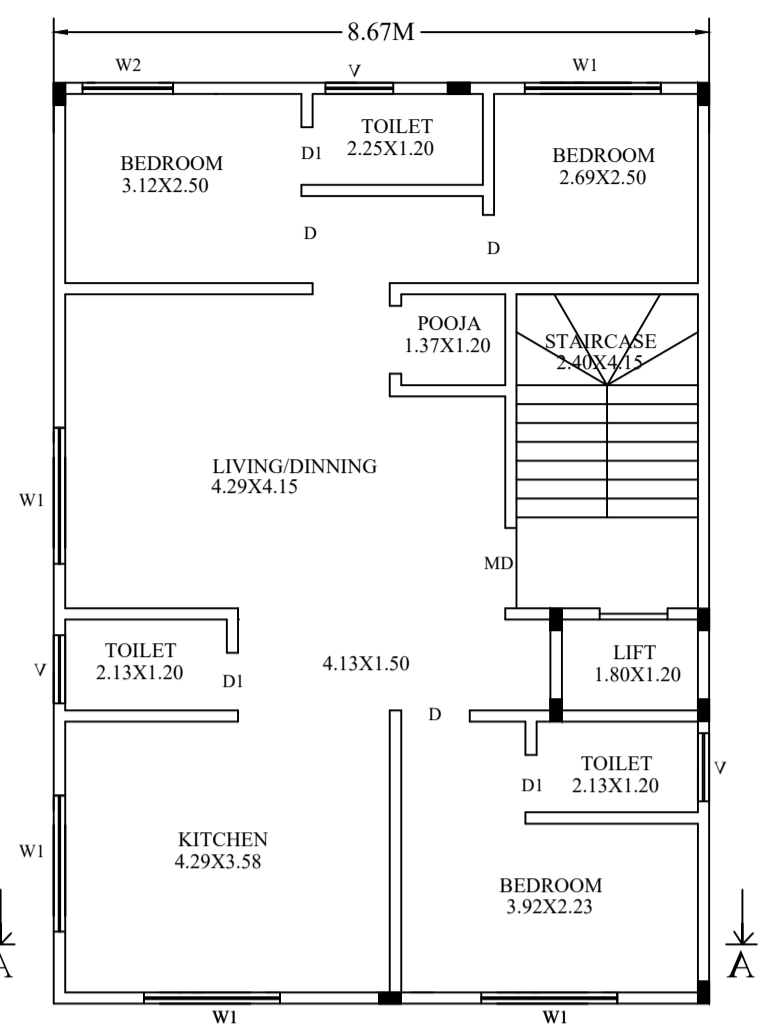 8.67M
W2
V
W1
TOILET
2.25X1.20
D1
BEDROOM
3.12X2.50
BEDROOM
2.69X2.50
D
D
POOJA
1.37X1.20
STAIRCASE
2.40X4.15
LIVING/DINNING
4.29X4.15
W1
MD
TOILET
2.13X1.20
V
D1
4.13X1.50
LIFT
1.80X1.20
D
TOILET
2.13X1.20
V
D1
KITCHEN
4.29X3.58
W1
BEDROOM
3.92X2.23
A
A
W1
W1